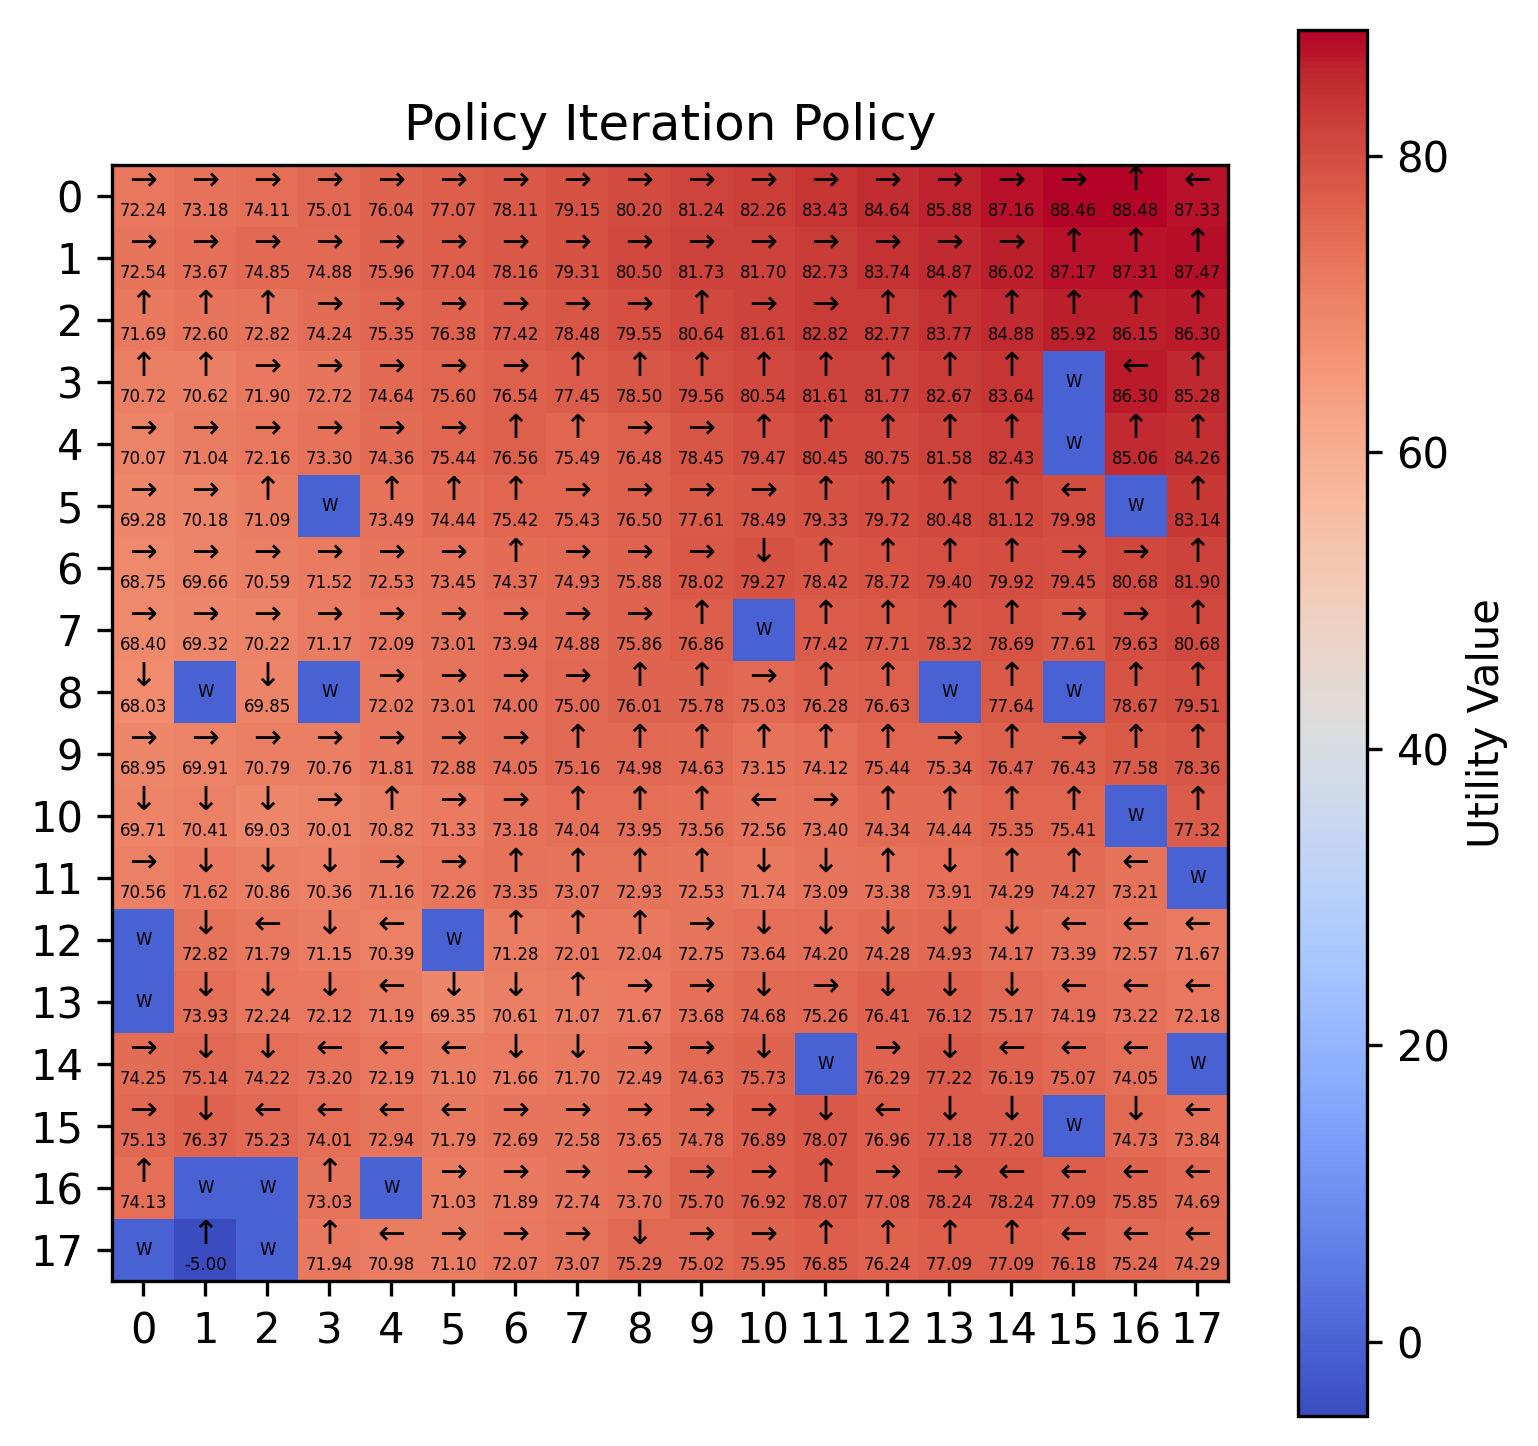 Policy Iteration Policy
0 → → → → → → → → → → → → → → → → ↑ ←
72.24 73.18 74.11 75.01 76.04 77.07 78.11 79.15 80.20 81.24 82.26 83.43 84.64 85.88 87.16 88.46 88.48 87.33
1 → → → → → → → → → → → → → → → ↑ ↑ ↑
72.54 73.67 74.85 74.88 75.96 77.04 78.16 79.31 80.50 81.73 81.70 82.73 83.74 84.87 86.02 87.17 87.31 87.47
2 ↑ ↑ ↑ → → → → → → ↑ → → ↑ ↑ ↑ ↑ ↑ ↑
71.69 72.60 72.82 74.24 75.35 76.38 77.42 78.48 79.55 80.64 81.61 82.82 82.77 83.77 84.88 85.92 86.15 86.30
3 ↑ ↑ → → → → → ↑ ↑ ↑ ↑ ↑ ↑ ↑ ↑ W ← ↑
70.72 70.62 71.90 72.72 74.64 75.60 76.54 77.45 78.50 79.56 80.54 81.61 81.77 82.67 83.64 86.30 85.28
4 → → → → → → ↑ ↑ → → ↑ ↑ ↑ ↑ ↑ W ↑ ↑
70.07 71.04 72.16 73.30 74.36 75.44 76.56 75.49 76.48 78.45 79.47 80.45 80.75 81.58 82.43 85.06 84.26
5 → → ↑ W ↑ ↑ ↑ → → → → ↑ ↑ ↑ ↑ ← W ↑
69.28 70.18 71.09 73.49 74.44 75.42 75.43 76.50 77.61 78.49 79.33 79.72 80.48 81.12 79.98 83.14
6 → → → → → → ↑ → → → ↓ ↑ ↑ ↑ ↑ → → ↑
68.75 69.66 70.59 71.52 72.53 73.45 74.37 74.93 75.88 78.02 79.27 78.42 78.72 79.40 79.92 79.45 80.68 81.90
7 → → → → → → → → → ↑ W ↑ ↑ ↑ ↑ → → ↑
68.40 69.32 70.22 71.17 72.09 73.01 73.94 74.88 75.86 76.86 77.42 77.71 78.32 78.69 77.61 79.63 80.68
8 ↓ W ↓ W → → → → ↑ ↑ → ↑ ↑ W ↑ W ↑ ↑
68.03 69.85 72.02 73.01 74.00 75.00 76.01 75.78 75.03 76.28 76.63 77.64 78.67 79.51
9 → → → → → → → ↑ ↑ ↑ ↑ ↑ ↑ → ↑ → ↑ ↑
68.95 69.91 70.79 70.76 71.81 72.88 74.05 75.16 74.98 74.63 73.15 74.12 75.44 75.34 76.47 76.43 77.58 78.36
10 ↓ ↓ ↓ → ↑ → → ↑ ↑ ↑ ← → ↑ ↑ ↑ ↑ W ↑
69.71 70.41 69.03 70.01 70.82 71.33 73.18 74.04 73.95 73.56 72.56 73.40 74.34 74.44 75.35 75.41 77.32
11 → ↓ ↓ ↓ → → ↑ ↑ ↑ ↑ ↓ ↓ ↑ ↓ ↑ ↑ ← W
70.56 71.62 70.86 70.36 71.16 72.26 73.35 73.07 72.93 72.53 71.74 73.09 73.38 73.91 74.29 74.27 73.21
12 W ↓ ← ↓ ← W ↑ ↑ ↑ → ↓ ↓ ↓ ↓ ↓ ← ← ←
72.82 71.79 71.15 70.39 71.28 72.01 72.04 72.75 73.64 74.20 74.28 74.93 74.17 73.39 72.57 71.67
13 W ↓ ↓ ↓ ← ↓ ↓ ↑ → → ↓ → ↓ ↓ ↓ ← ← ←
73.93 72.24 72.12 71.19 69.35 70.61 71.07 71.67 73.68 74.68 75.26 76.41 76.12 75.17 74.19 73.22 72.18
14 → ↓ ↓ ← ← ← ↓ ↓ → → ↓ W → ↓ ← ← ← W
74.25 75.14 74.22 73.20 72.19 71.10 71.66 71.70 72.49 74.63 75.73 76.29 77.22 76.19 75.07 74.05
15 → ↓ ← ← ← ← → → → → → ↓ ← ↓ ↓ W ↓ ←
75.13 76.37 75.23 74.01 72.94 71.79 72.69 72.58 73.65 74.78 76.89 78.07 76.96 77.18 77.20 74.73 73.84
16 ↑ W W ↑ W → → → → → → ↑ → → ← ← ← ←
74.13 73.03 71.03 71.89 72.74 73.70 75.70 76.92 78.07 77.08 78.24 78.24 77.09 75.85 74.69
17 W ↑ W ↑ ← → → → ↓ → → ↑ ↑ ↑ ↑ ← ← ←
-5.00 71.94 70.98 71.10 72.07 73.07 75.29 75.02 75.95 76.85 76.24 77.09 77.09 76.18 75.24 74.29
0 1 2 3 4 5 6 7 8 9 10 11 12 13 14 15 16 17
80
60
40
20
0
Utility Value